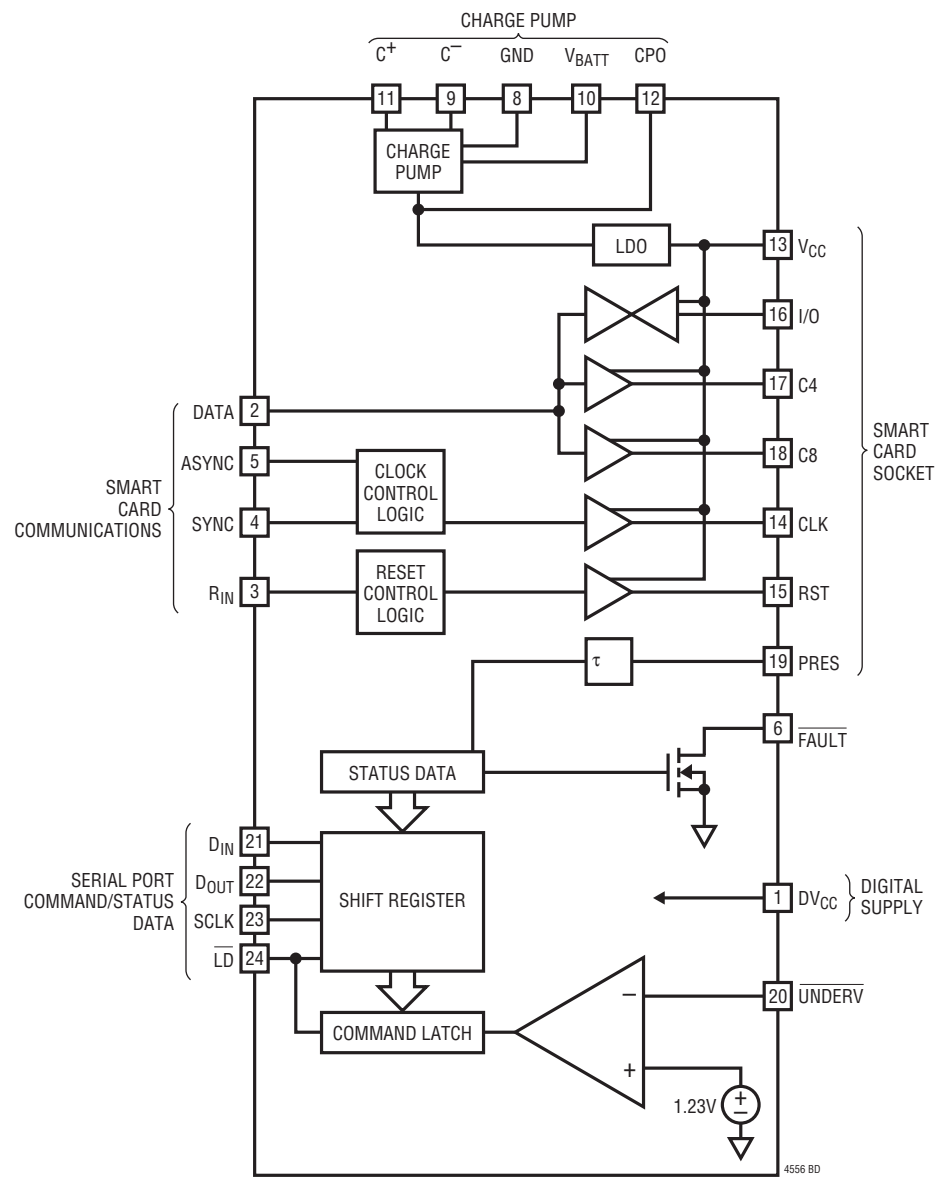 CHARGE PUMP
C+ C– GND VBATT CPO
11 9 8 10 12
CHARGE
PUMP
LDO
13 VCC
16 I/O
17 C4
DATA 2
18 C8
SMART
CARD
SOCKET
ASYNC 5
CLOCK
CONTROL
LOGIC
SMART
CARD
COMMUNICATIONS
SYNC 4
14 CLK
RIN 3
RESET
CONTROL
LOGIC
15 RST
τ
19 PRES
6 FAULT
STATUS DATA
DIN 21
DOUT 22
SCLK 23
LD 24
SERIAL PORT
COMMAND/STATUS
DATA
SHIFT REGISTER
1 DVCC
DIGITAL
SUPPLY
–
20 UNDERV
COMMAND LATCH
+
1.23V
+
–
4556 BD